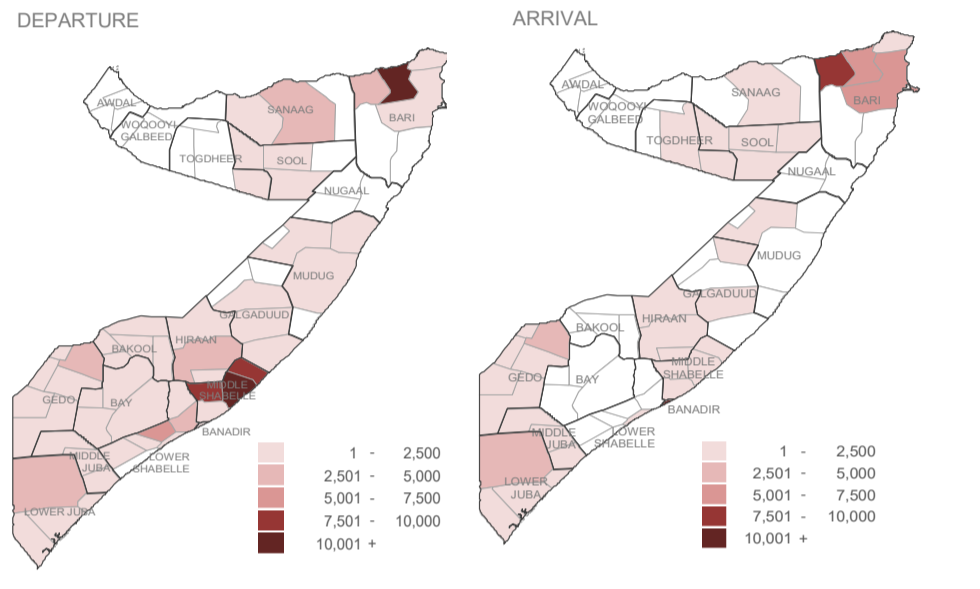 DEPARTURE
AWDAL
WOQOOYI
GALBEED
TOGDHEER
SANAAG
SOOL
BARI
NUGAAL
MUDUG
GALGADUUD
HIRAAN
BAKOOL
GEDO
BAY
MIDDLE
SHABELLE
BANADIR
MIDDLE
JUBA
LOWER
SHABELLE
LOWER JUBA
1 - 2,500
2,501 - 5,000
5,001 - 7,500
7,501 - 10,000
10,001 +
ARRIVAL
AWDAL
WOQOOYI
GALBEED
TOGDHEER
SANAAG
SOOL
BARI
NUGAAL
MUDUG
GALGADUUD
HIRAAN
BAKOOL
GEDO
BAY
MIDDLE
SHABELLE
BANADIR
MIDDLE
JUBA
LOWER
SHABELLE
LOWER
JUBA
1 - 2,500
2,501 - 5,000
5,001 - 7,500
7,501 - 10,000
10,001 +